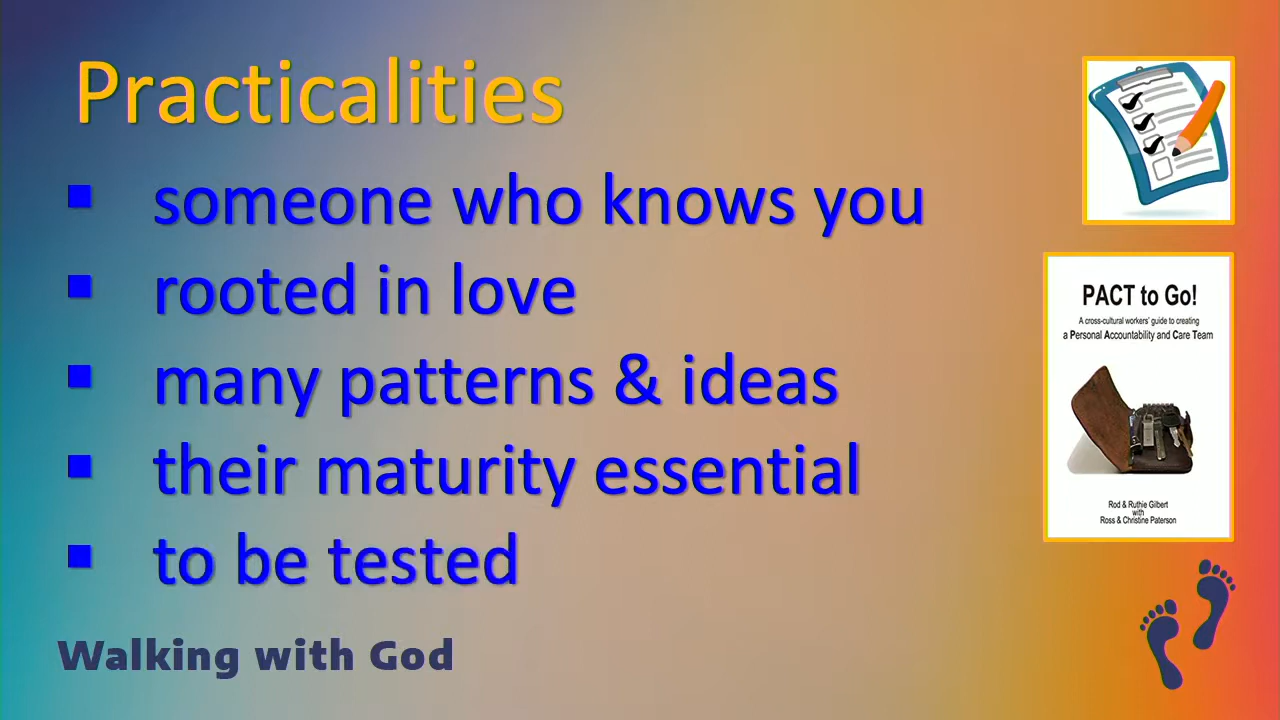 Practicalities
▪ someone who knows you
▪ rooted in love
▪ many patterns & ideas
▪ their maturity essential
▪ to be tested
Walking with God
PACT to Go!
A cross-cultural workers' guide to creating
a Personal Accountability and Care Team
Rod & Ruthie Gilbert
with
Ross & Christine Paterson